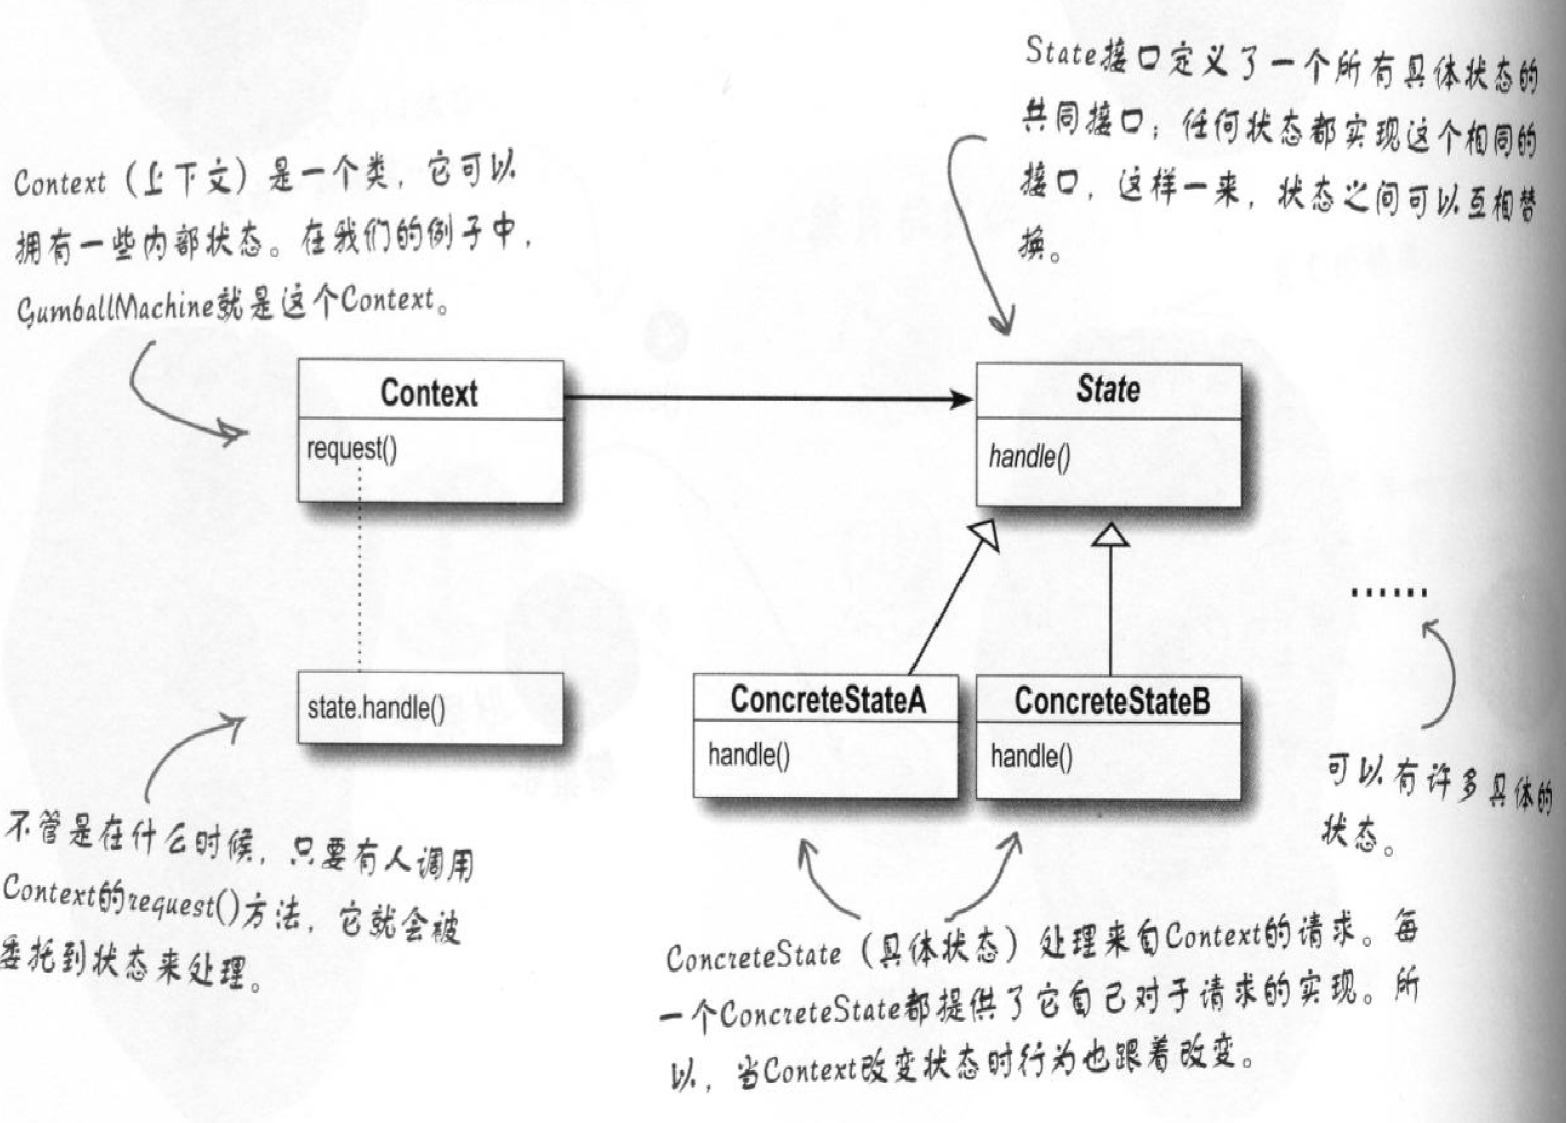 State接口定义了一个所有具体状态的
共同接口；任何状态都实现这个相同的
接口，这样一来，状态之间可以互相替
换。
Context（上下文）是一个类，它可以
拥有一些内部状态。在我们的例子中，
GumballMachine就是这个Context。
Context
request()
State
handle()
......
state.handle()
ConcreteStateA
handle()
ConcreteStateB
handle()
可以有许多具体的
状态。
不管是在什么时候，只要有人调用
Context的request()方法，它就会被
委托到状态来处理。
ConcreteState（具体状态）处理来自Context的请求。每
一个ConcreteState都提供了它自己对于请求的实现。所
以，当Context改变状态时行为也跟着改变。